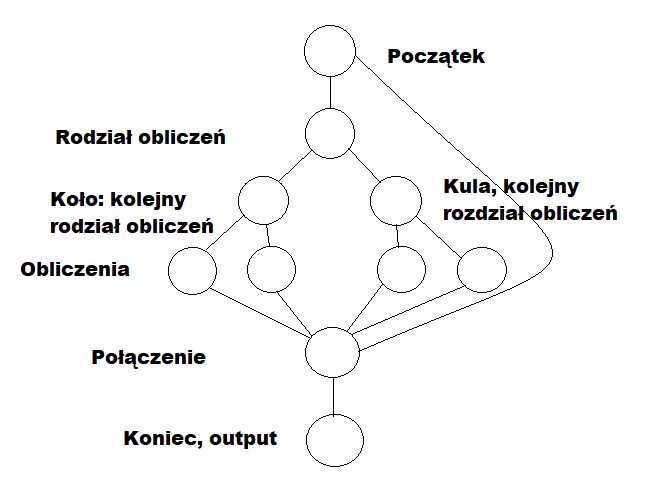 Początek
Rodział obliczeń
Koło: kolejny
rodział obliczeń
Kula, kolejny
rozdział obliczeń
Obliczenia
Połączenie
Koniec, output